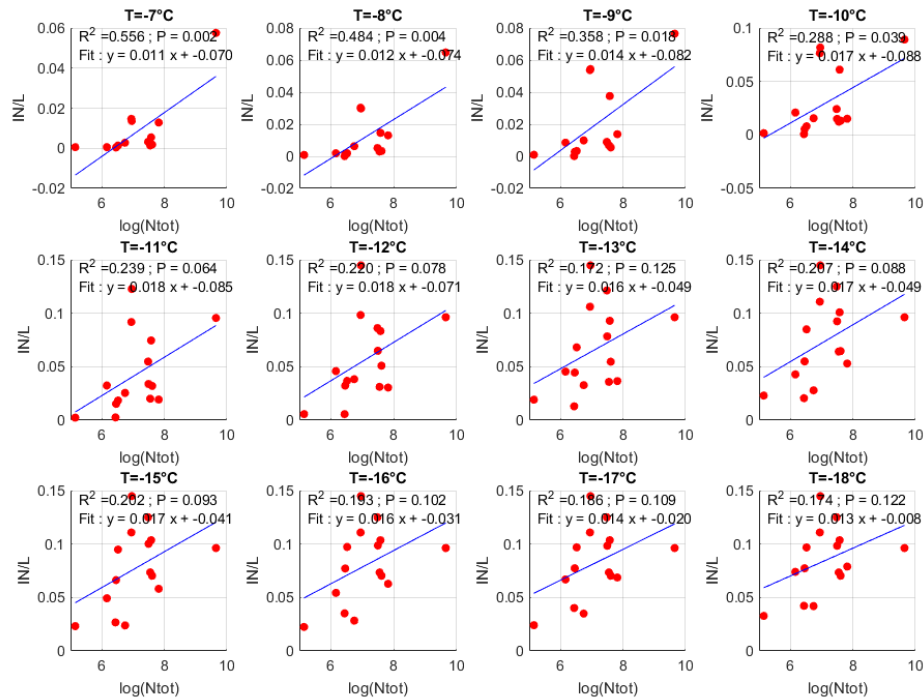 T=-7°C
R² =0.556 ; P = 0.002
Fit : y = 0.011 x + -0.070
0.06
0.04
0.02
0
-0.02
IN/L
6
8
10
log(Ntot)
T=-8°C
R² =0.484 ; P = 0.004
Fit : y = 0.012 x + -0.074
0.08
0.06
0.04
0.02
0
-0.02
IN/L
6
8
10
log(Ntot)
T=-9°C
R² =0.358 ; P = 0.018
Fit : y = 0.014 x + -0.082
0.08
0.06
0.04
0.02
0
-0.02
IN/L
6
8
10
log(Ntot)
T=-10°C
R² =0.288 ; P = 0.039
Fit : y = 0.017 x + -0.088
0.1
0.05
0
-0.05
IN/L
6
8
10
log(Ntot)
T=-11°C
R² =0.239 ; P = 0.064
Fit : y = 0.018 x + -0.085
0.15
0.1
0.05
0
IN/L
6
8
10
log(Ntot)
T=-12°C
R² =0.220 ; P = 0.078
Fit : y = 0.018 x + -0.071
0.15
0.1
0.05
0
IN/L
6
8
10
log(Ntot)
T=-13°C
R² =0.172 ; P = 0.125
Fit : y = 0.016 x + -0.049
0.15
0.1
0.05
0
IN/L
6
8
10
log(Ntot)
T=-14°C
R² =0.207 ; P = 0.088
Fit : y = 0.017 x + -0.049
0.15
0.1
0.05
0
IN/L
6
8
10
log(Ntot)
T=-15°C
R² =0.202 ; P = 0.093
Fit : y = 0.017 x + -0.041
0.15
0.1
0.05
0
IN/L
6
8
10
log(Ntot)
T=-16°C
R² =0.193 ; P = 0.102
Fit : y = 0.016 x + -0.031
0.15
0.1
0.05
0
IN/L
6
8
10
log(Ntot)
T=-17°C
R² =0.186 ; P = 0.109
Fit : y = 0.014 x + -0.020
0.15
0.1
0.05
0
IN/L
6
8
10
log(Ntot)
T=-18°C
R² =0.174 ; P = 0.122
Fit : y = 0.013 x + -0.008
0.15
0.1
0.05
0
IN/L
6
8
10
log(Ntot)